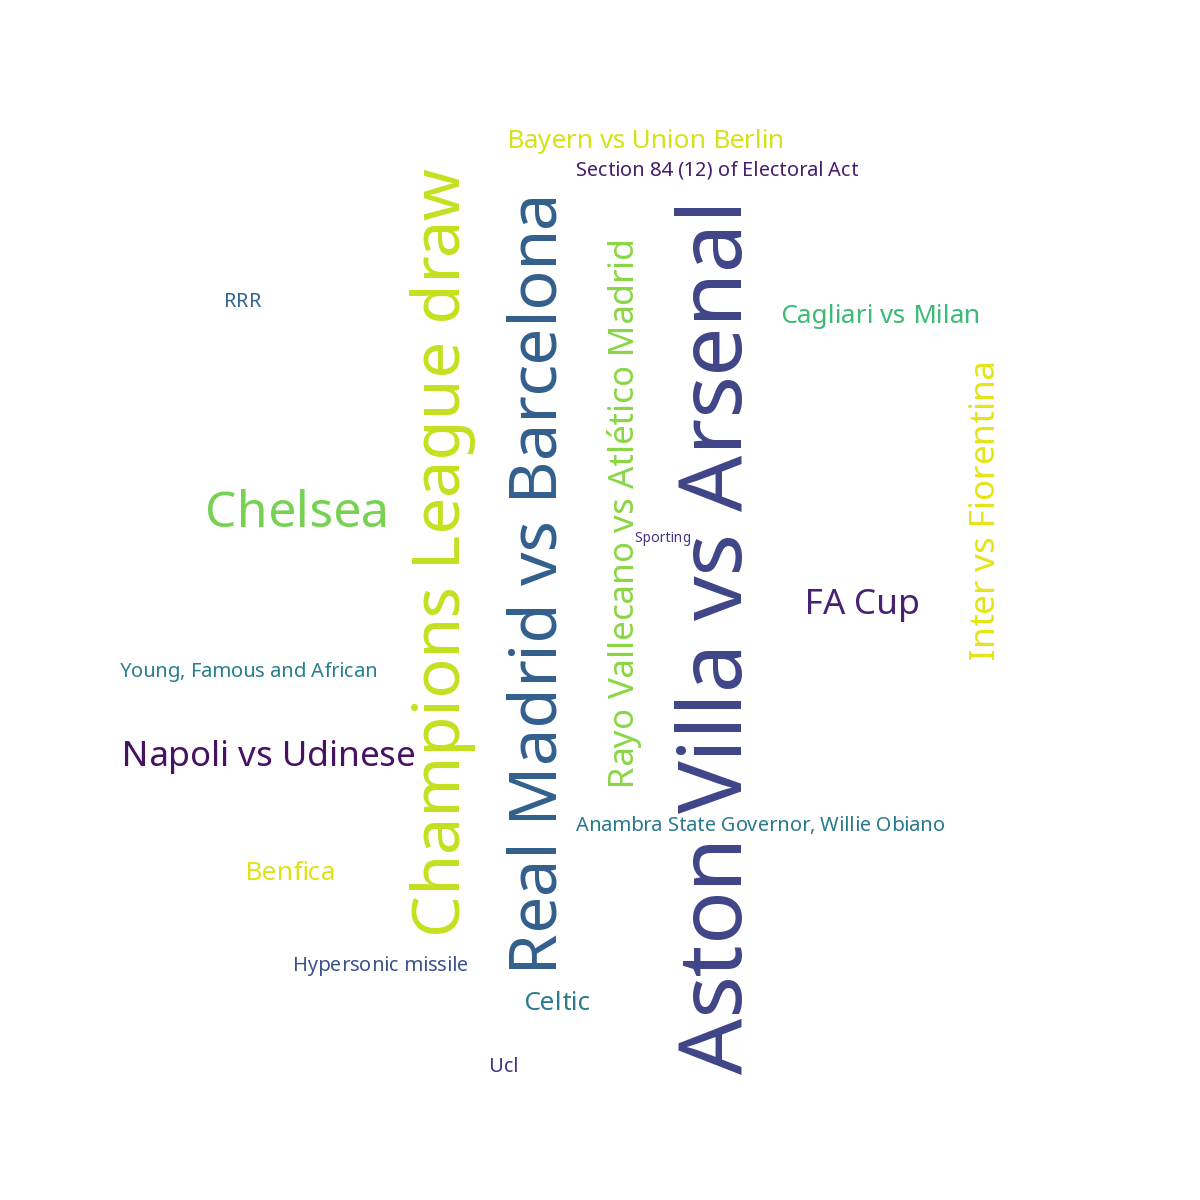 Bayern vs Union Berlin
Section 84 (12) of Electoral Act
Champions League draw
Real Madrid vs Barcelona
Rayo Vallecano vs Atlético Madrid
Aston Villa vs Arsenal
RRR
Cagliari vs Milan
Inter vs Fiorentina
Chelsea
Sporting
FA Cup
Young, Famous and African
Napoli vs Udinese
Anambra State Governor, Willie Obiano
Benfica
Hypersonic missile
Celtic
Ucl